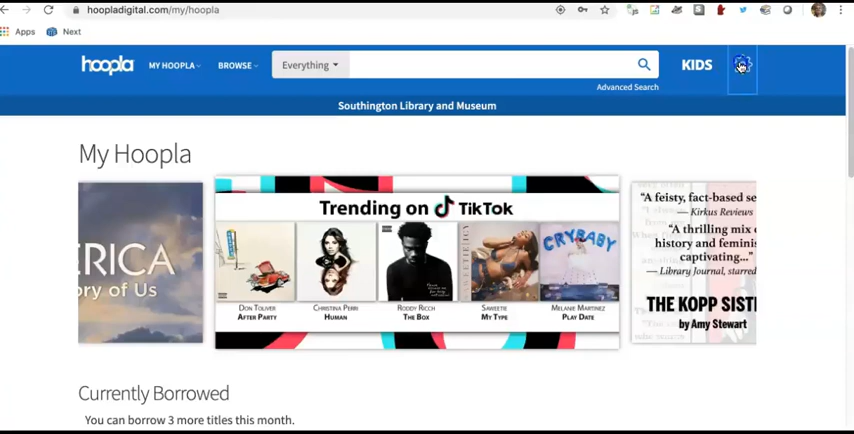 hoopladigital.com/my/hoopla
Apps
Next
hoopla
MY HOOPLA
BROWSE
Everything
KIDS
Advanced Search
Southington Library and Museum
My Hoopla
ERICA
ory of Us
Trending on TikTok
CRYBABY
DON TOLIVER
AFTER PARTY
CHRISTINA PERRI
HUMAN
RODDY RICCH
THE BOX
SAWEETIE
MY TYPE
MELANIE MARTINEZ
PLAY DATE
"A feisty, fact-based se
— Kirkus Reviews
"A thrilling mix
history and feminis
captivating..."
— Library Journal, starred
THE KOPP SIST
by Amy Stewart
Currently Borrowed
You can borrow 3 more titles this month.